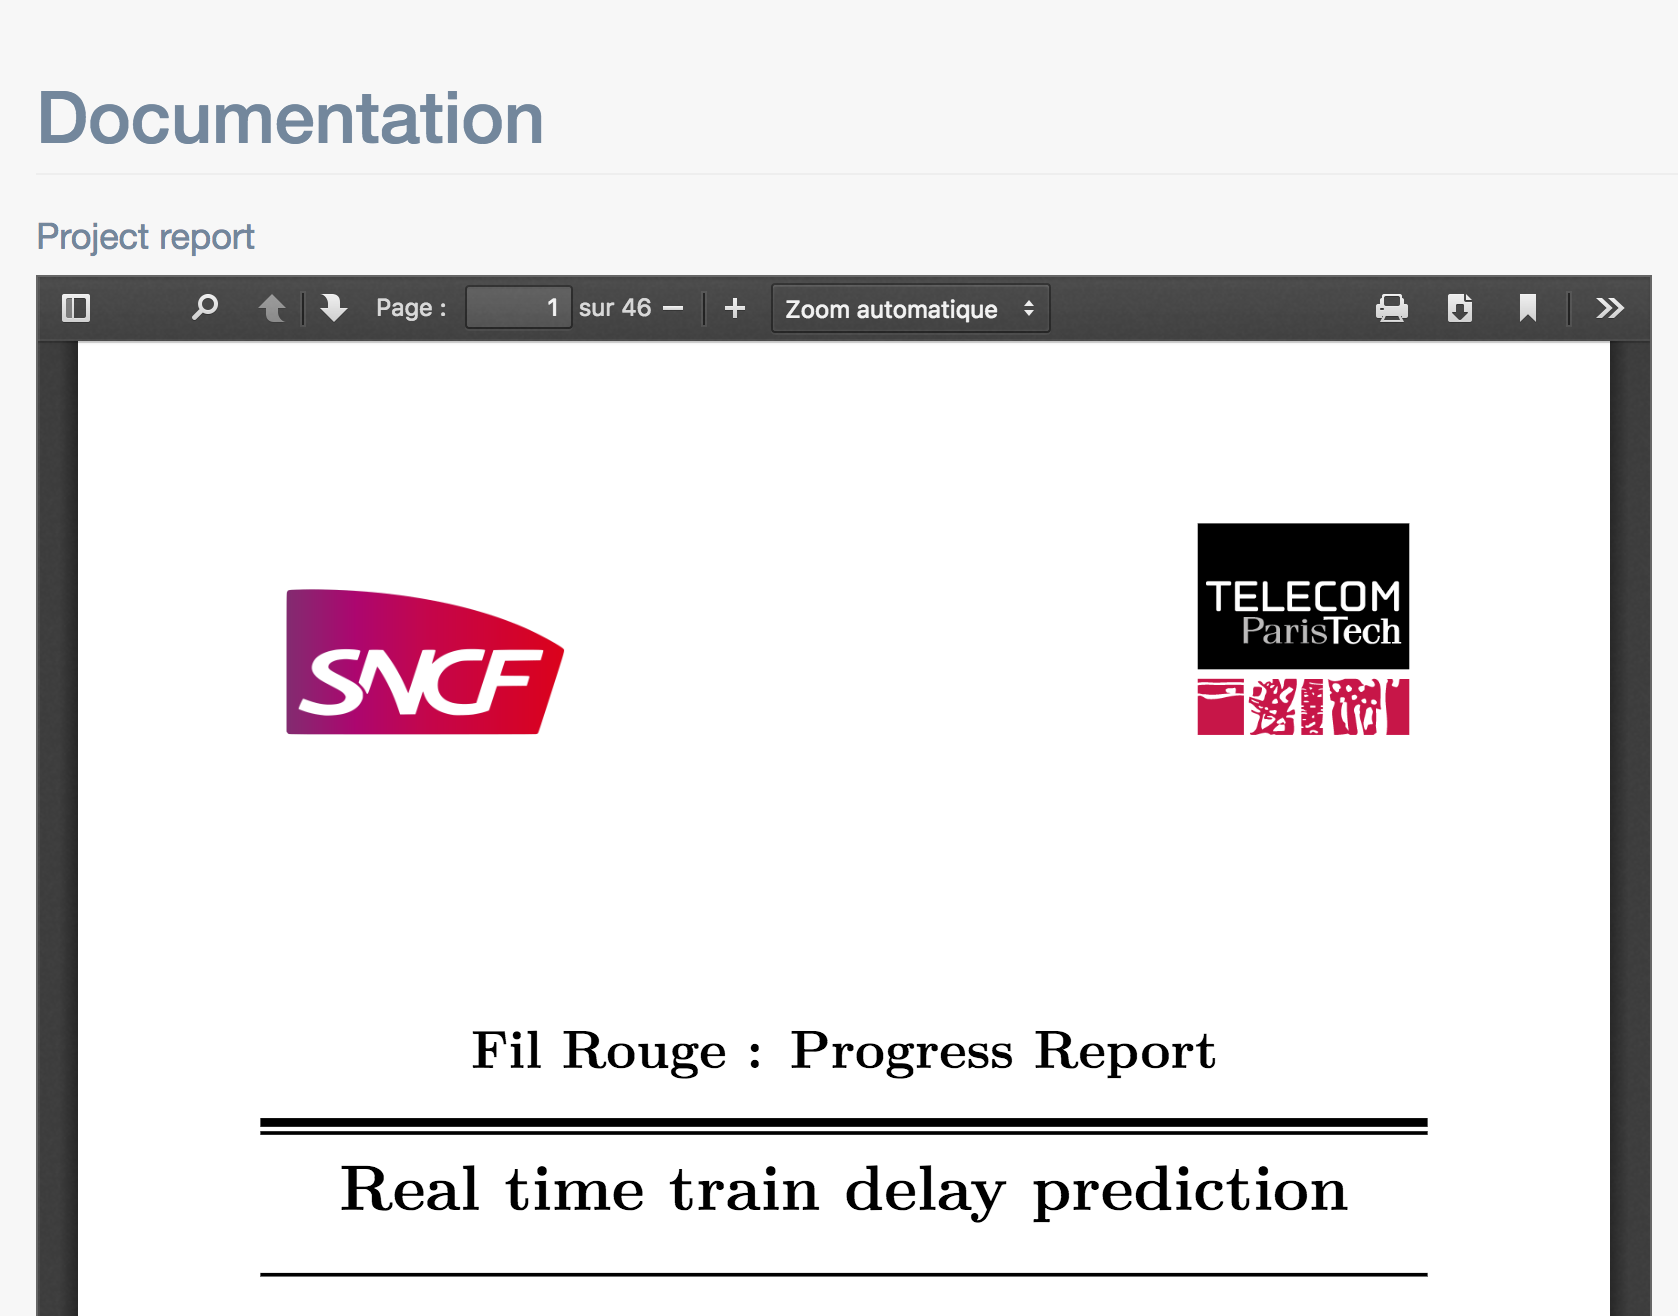 Documentation
Project report
Page : 1 sur 46 Zoom automatique
TELECOM
ParisTech
SNCF
Fil Rouge : Progress Report
Real time train delay prediction